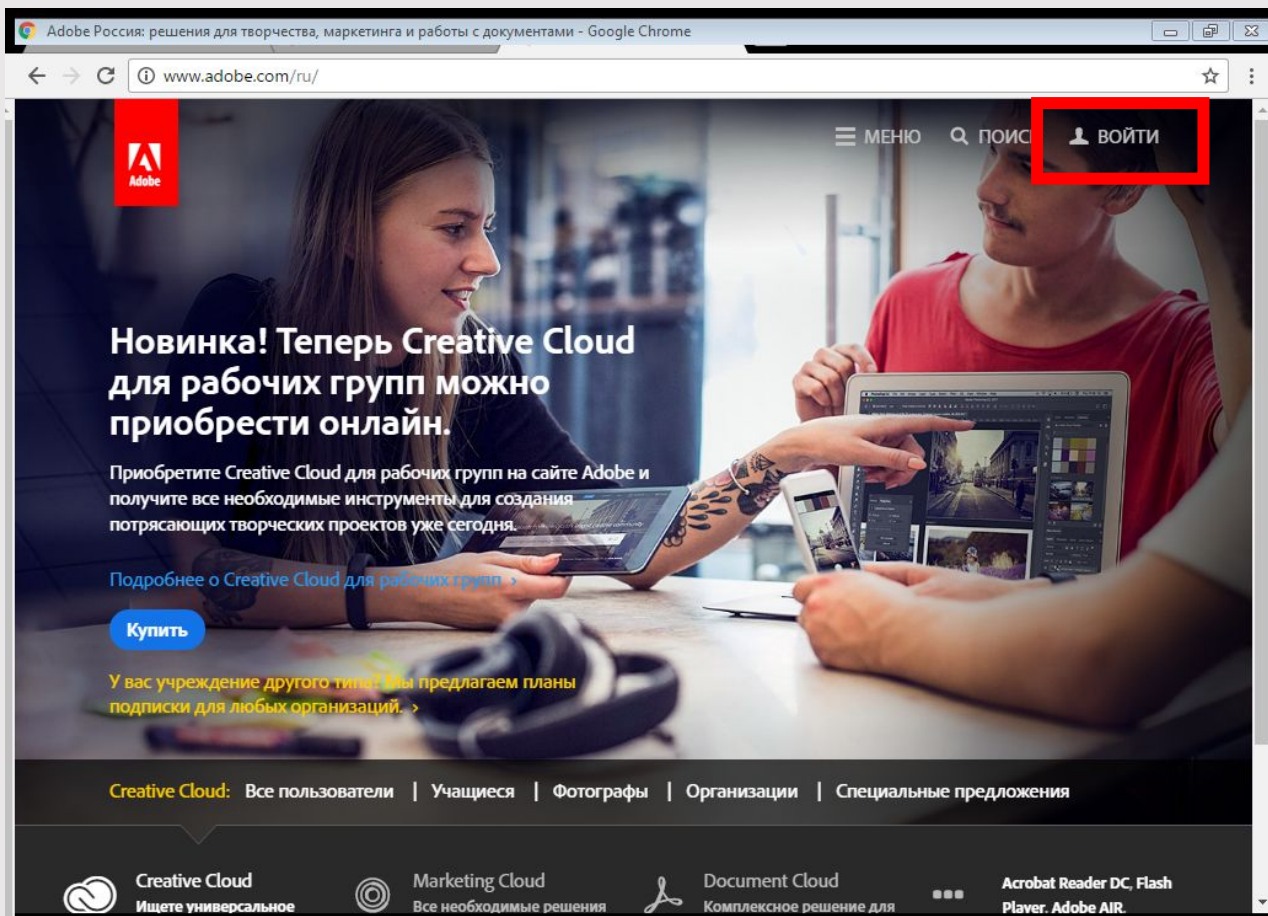 Adobe Россия: решения для творчества, маркетинга и работы с документами - Google Chrome
www.adobe.com/ru/
Adobe
МЕНЮ ПОИС ВОЙТИ
Новинка! Теперь Creative Cloud
для рабочих групп можно
приобрести онлайн.
Приобретите Creative Cloud для рабочих групп на сайте Adobe и
получите все необходимые инструменты для создания
потрясающих творческих проектов уже сегодня.
Подробнее о Creative Cloud для рабочих групп ›
Купить
У вас учреждение другого типа? Мы предлагаем планы
подписки для любых организаций. ›
Creative Cloud: Все пользователи | Учащиеся | Фотографы | Организации | Специальные предложения
Creative Cloud
Ищете универсальное
Marketing Cloud
Все необходимые решения
Document Cloud
Комплексное решение для
Acrobat Reader DC, Flash
Player, Adobe AIR,